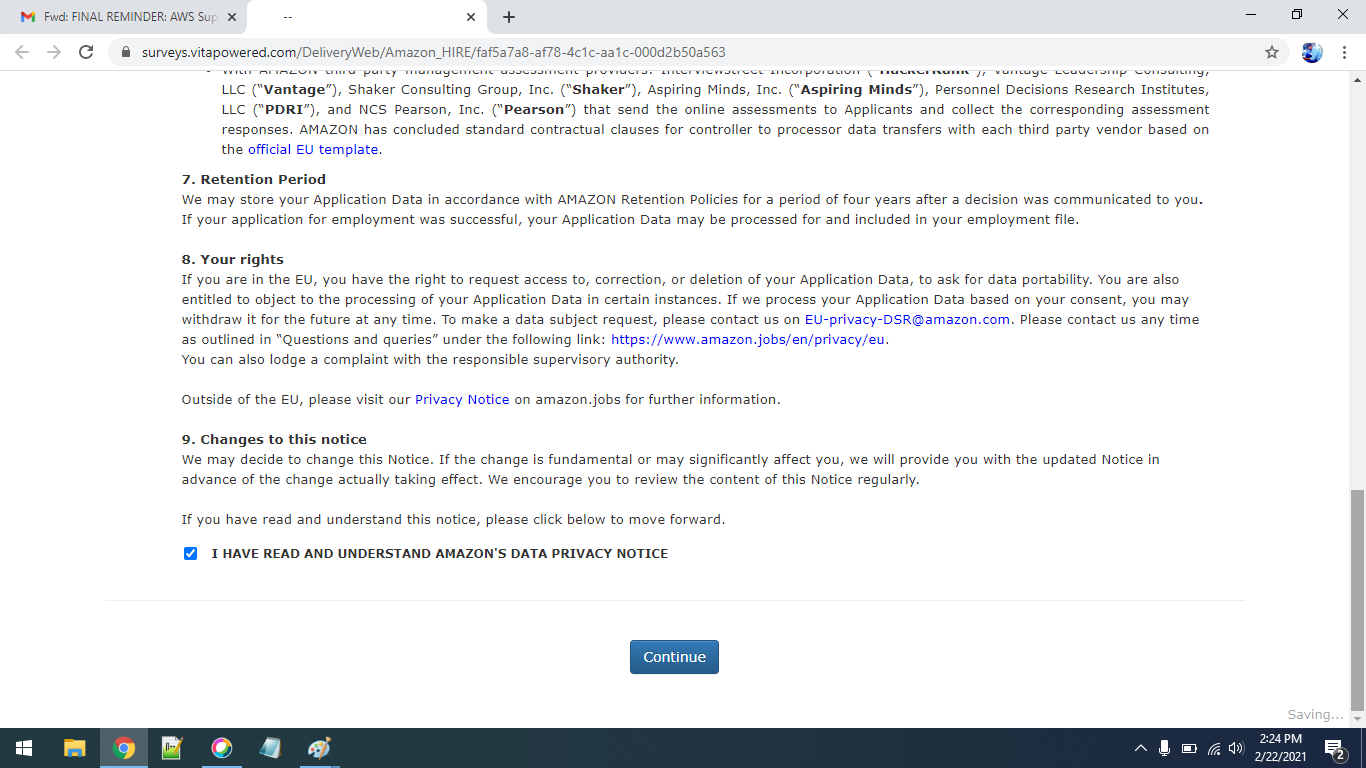 Fwd: FINAL REMINDER: AWS Sup
--
surveys.vitapowered.com/DeliveryWeb/Amazon_HIRE/faf5a7a8-af78-4c1c-aa1c-000d2b50a563
with AMAZON third party management assessment providers: Interviewstreet Incorporation ("HackerRank"), Vantage Leadership Consulting,
LLC (“Vantage”), Shaker Consulting Group, Inc. (“Shaker”), Aspiring Minds, Inc. (“Aspiring Minds”), Personnel Decisions Research Institutes,
LLC (“PDRI”), and NCS Pearson, Inc. (“Pearson”) that send the online assessments to Applicants and collect the corresponding assessment
responses. AMAZON has concluded standard contractual clauses for controller to processor data transfers with each third party vendor based on
the official EU template.
7. Retention Period
We may store your Application Data in accordance with AMAZON Retention Policies for a period of four years after a decision was communicated to you.
If your application for employment was successful, your Application Data may be processed for and included in your employment file.
8. Your rights
If you are in the EU, you have the right to request access to, correction, or deletion of your Application Data, to ask for data portability. You are also
entitled to object to the processing of your Application Data in certain instances. If we process your Application Data based on your consent, you may
withdraw it for the future at any time. To make a data subject request, please contact us on EU-privacy-DSR@amazon.com. Please contact us any time
as outlined in “Questions and queries” under the following link: https://www.amazon.jobs/en/privacy/eu.
You can also lodge a complaint with the responsible supervisory authority.
Outside of the EU, please visit our Privacy Notice on amazon.jobs for further information.
9. Changes to this notice
We may decide to change this Notice. If the change is fundamental or may significantly affect you, we will provide you with the updated Notice in
advance of the change actually taking effect. We encourage you to review the content of this Notice regularly.
If you have read and understand this notice, please click below to move forward.
I HAVE READ AND UNDERSTAND AMAZON'S DATA PRIVACY NOTICE
Continue
Saving...
2:24 PM
2/22/2021
2